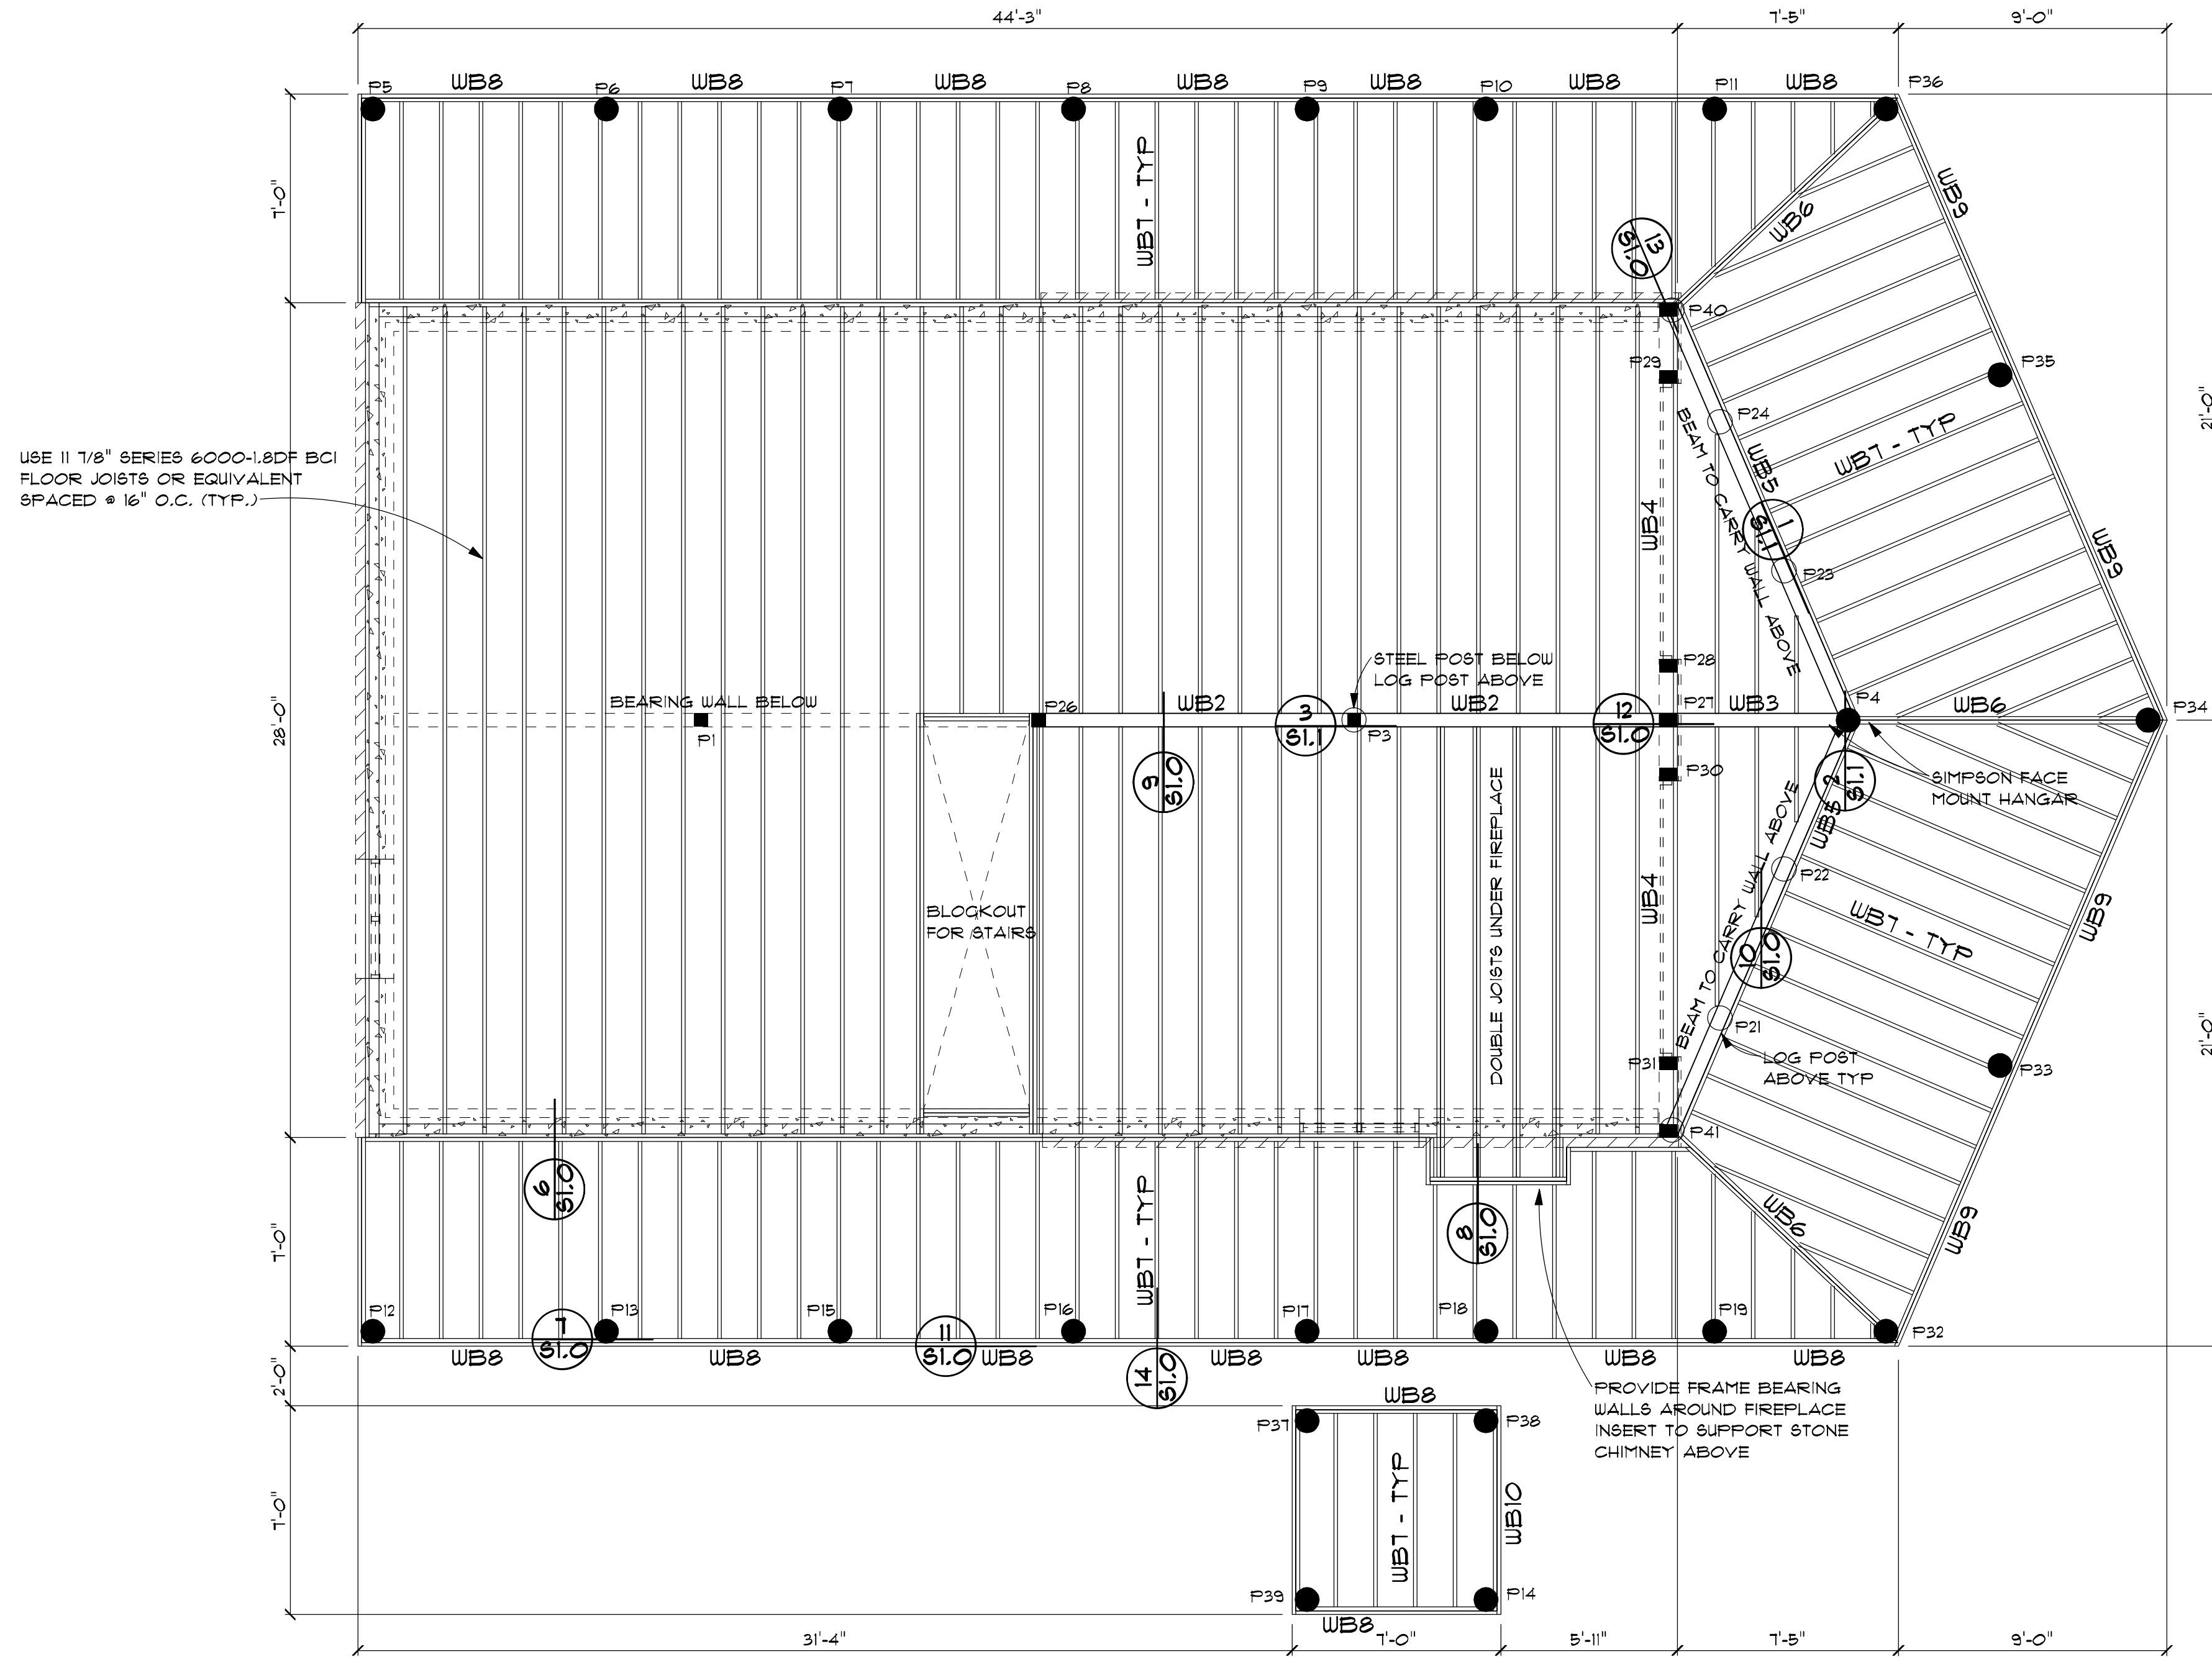 44'-3"
7'-5"
9'-0"
P5
WB8
P6
WB8
P7
WB8
P8
WB8
P9
WB8
P10
WB8
P11
WB8
P36
7'-0"
WB7 - TYP
WB6
WB9
13
S1.0
P40
P29
P35
21'-0"
P24
WB7 - TYP
USE 11 7/8" SERIES 6000-1.8DF BCI
FLOOR JOISTS OR EQUIVALENT
SPACED @ 16" O.C. (TYP.)
BEAM TO CARRY WALL ABOVE
WB5
WB4
1
S1.1
P23
WB9
28'-0"
BEARING WALL BELOW
P1
P26
WB2
STEEL POST BELOW
LOG POST ABOVE
3
S1.1
P3
WB2
12
S1.0
P28
P27
WB3
P4
WB6
P34
9
S1.0
P30
2
S1.1
SIMPSON FACE
MOUNT HANGAR
WB5
BLOCKOUT
FOR STAIRS
DOUBLE JOISTS UNDER FIREPLACE
WB4
BEAM TO CARRY WALL ABOVE
P22
WB7 - TYP
WB9
10
S1.0
P21
21'-0"
P31
LOG POST
ABOVE TYP
P33
P41
6
S1.0
7'-0"
WB7 - TYP
8
S1.0
WB6
WB9
P12
P13
P15
P16
P17
P18
P19
P32
7
S1.0
11
S1.0
WB8
WB8
WB8
WB8
WB8
WB8
WB8
2'-0"
14
S1.0
PROVIDE FRAME BEARING
WALLS AROUND FIREPLACE
INSERT TO SUPPORT STONE
CHIMNEY ABOVE
WB8
P37
P38
7'-0"
WB7 - TYP
WB10
P39
P14
WB8
31'-4"
7'-0"
5'-11"
7'-5"
9'-0"